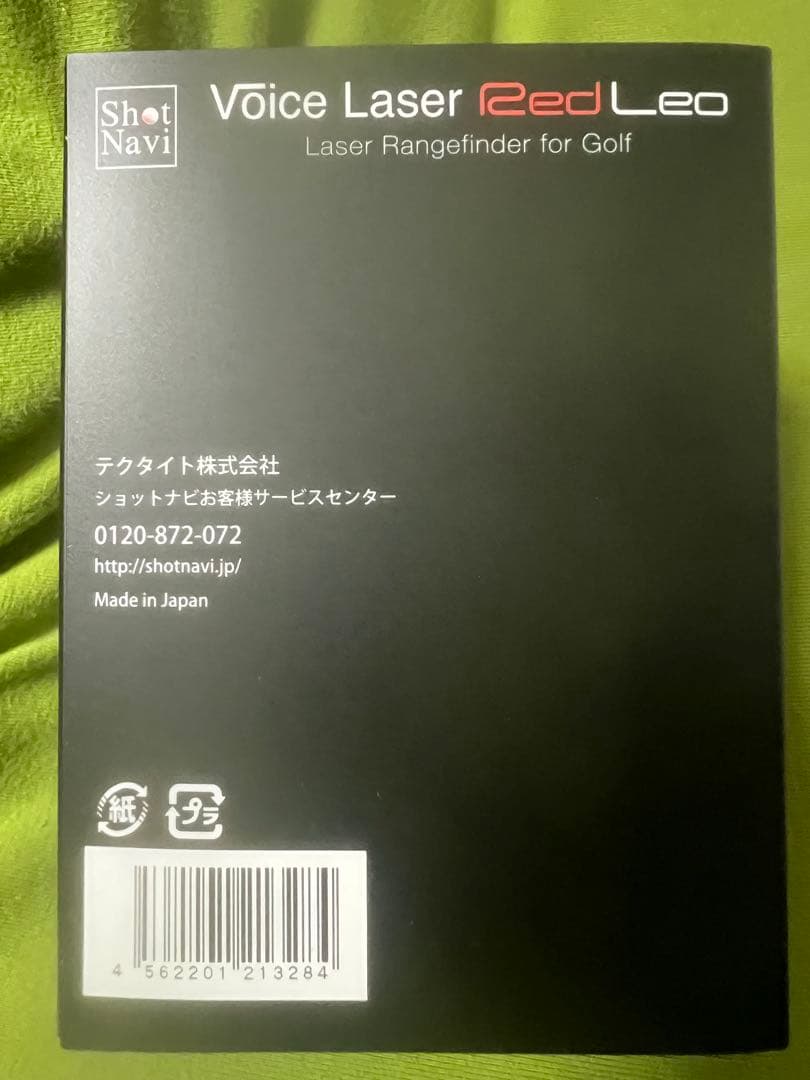 Shot
Navi
Voice Laser Red Leo
Laser Rangefinder for Golf
テクタイト株式会社
ショットナビお客様サービスセンター
0120-872-072
http://shotnavi.jp/
Made in Japan
紙
プラ
4 562201 213284